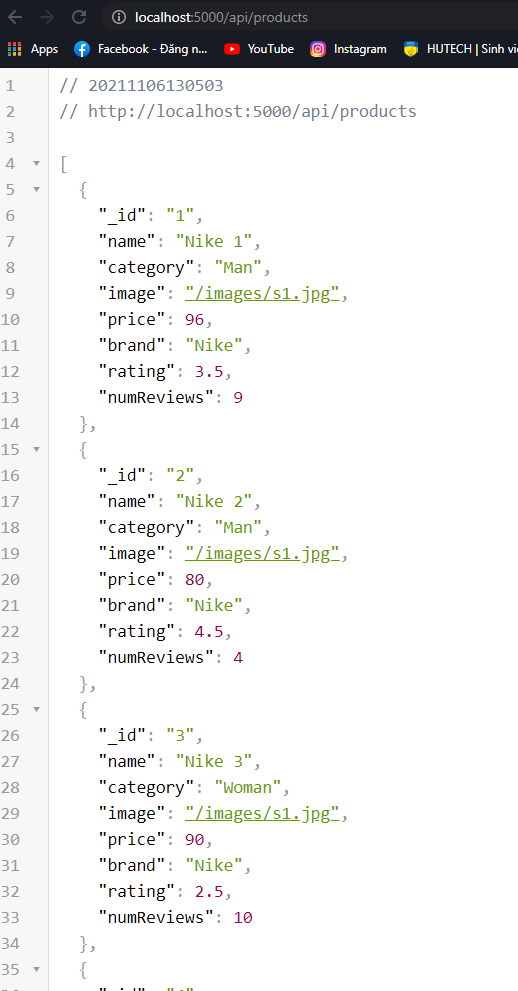 localhost:5000/api/products
Apps Facebook - Đăng n... YouTube Instagram HUTECH | Sinh viê
1 // 20211106130503
2 // http://localhost:5000/api/products
3
4 [
5 {
6 "_id": "1",
7 "name": "Nike 1",
8 "category": "Man",
9 "image": "/images/s1.jpg",
10 "price": 96,
11 "brand": "Nike",
12 "rating": 3.5,
13 "numReviews": 9
14 },
15 {
16 "_id": "2",
17 "name": "Nike 2",
18 "category": "Man",
19 "image": "/images/s1.jpg",
20 "price": 80,
21 "brand": "Nike",
22 "rating": 4.5,
23 "numReviews": 4
24 },
25 {
26 "_id": "3",
27 "name": "Nike 3",
28 "category": "Woman",
29 "image": "/images/s1.jpg",
30 "price": 90,
31 "brand": "Nike",
32 "rating": 2.5,
33 "numReviews": 10
34 },
35 {